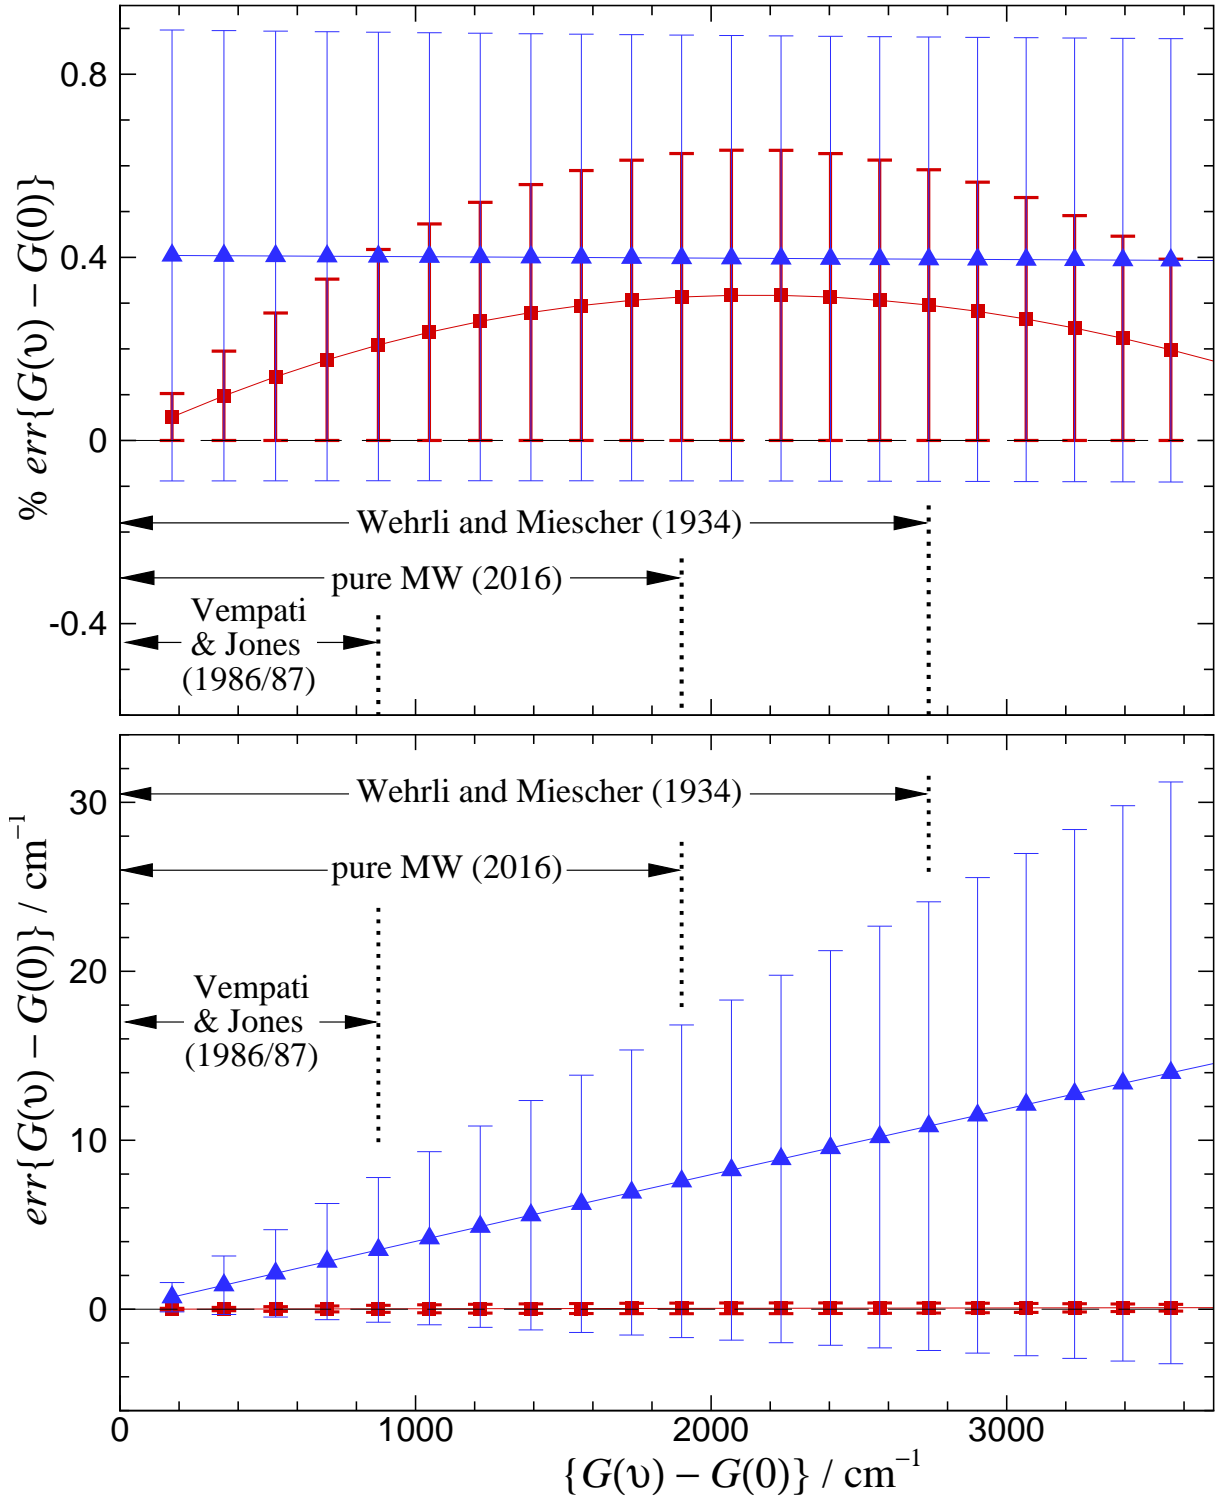 % err{G(υ) − G(0)}
0.8
0.4
0
-0.4
Wehrli and Miescher (1934)
pure MW (2016)
Vempati
& Jones
(1986/87)
err{G(υ) − G(0)} / cm⁻¹
30
20
10
0
Wehrli and Miescher (1934)
pure MW (2016)
Vempati
& Jones
(1986/87)
0 1000 2000 3000
{G(υ) − G(0)} / cm⁻¹